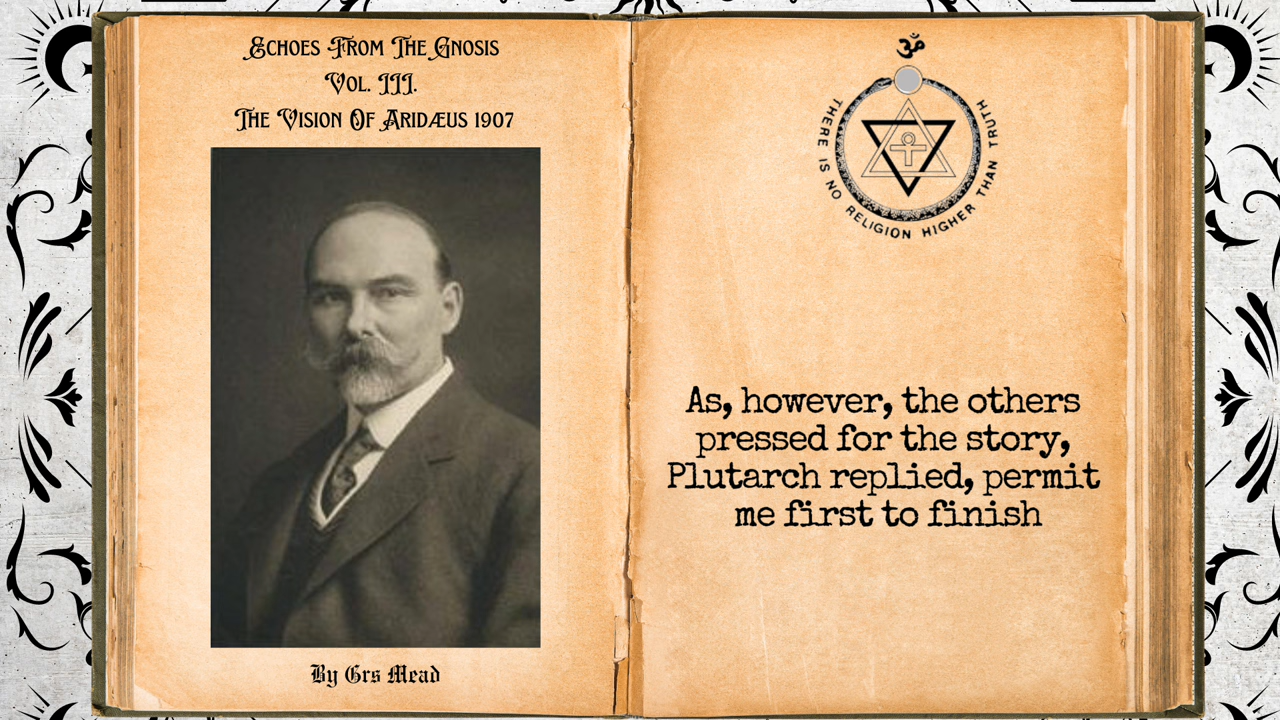 Echoes From The Gnosis
Vol. III.
The Vision Of Aridæus 1907
By Grs Mead
ॐ
THERE IS NO RELIGION HIGHER THAN TRUTH
As, however, the others
pressed for the story,
Plutarch replied, permit
me first to finish